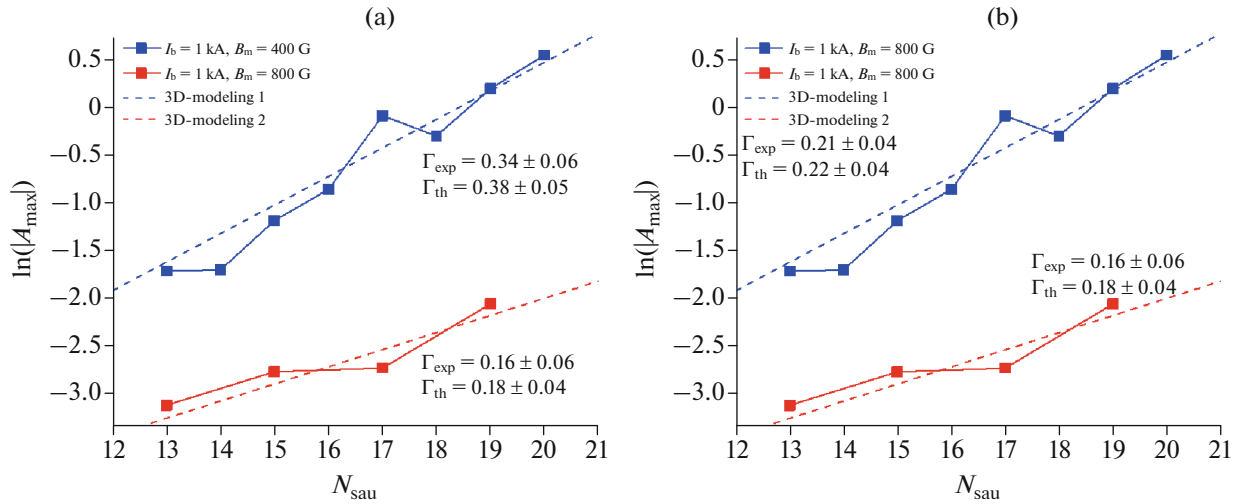 (a)
I_b = 1 kA, B_m = 400 G
I_b = 1 kA, B_m = 800 G
3D-modeling 1
3D-modeling 2
0.5
0
−0.5
−1.0
−1.5
−2.0
−2.5
−3.0
ln(|A_max|)
Γ_exp = 0.34 ± 0.06
Γ_th = 0.38 ± 0.05
Γ_exp = 0.16 ± 0.06
Γ_th = 0.18 ± 0.04
12 13 14 15 16 17 18 19 20 21
N_sau
(b)
I_b = 1 kA, B_m = 800 G
I_b = 1 kA, B_m = 800 G
3D-modeling 1
3D-modeling 2
0.5
0
−0.5
−1.0
−1.5
−2.0
−2.5
−3.0
ln(|A_max|)
Γ_exp = 0.21 ± 0.04
Γ_th = 0.22 ± 0.04
Γ_exp = 0.16 ± 0.06
Γ_th = 0.18 ± 0.04
12 13 14 15 16 17 18 19 20 21
N_sau